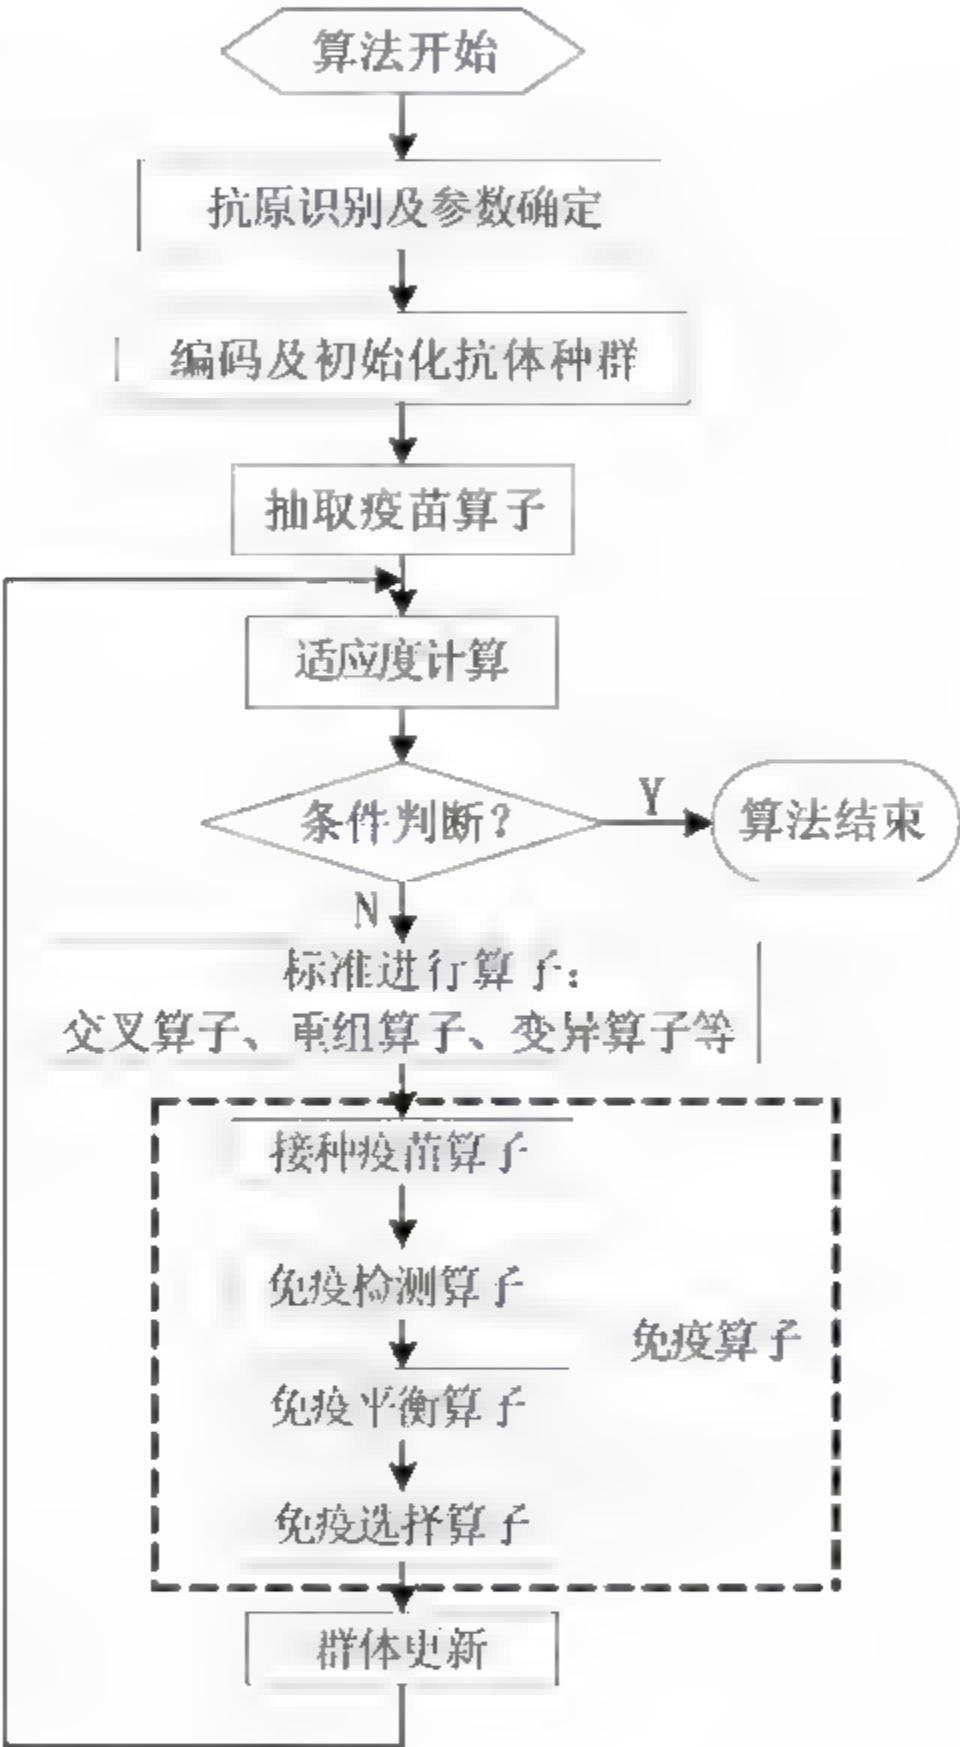 算法开始
抗原识别及参数确定
编码及初始化抗体种群
抽取疫苗算子
适应度计算
条件判断?
Y
算法结束
N
标准进行算子:
交叉算子、重组算子、变异算子等
接种疫苗算子
免疫检测算子
免疫算子
免疫平衡算子
免疫选择算子
群体更新